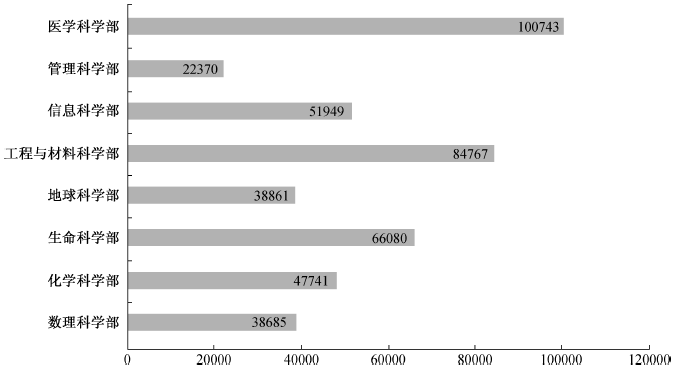 医学科学部 100743
管理科学部 22370
信息科学部 51949
工程与材料科学部 84767
地球科学部 38861
生命科学部 66080
化学科学部 47741
数理科学部 38685
0 20000 40000 60000 80000 100000 120000